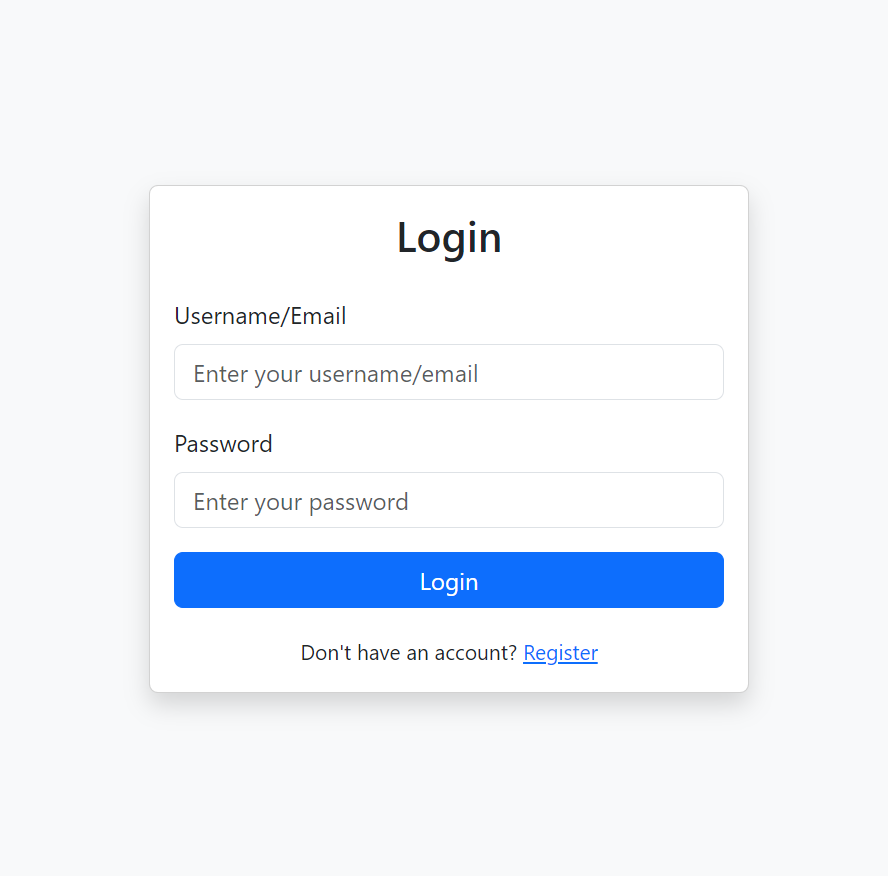 Login
Username/Email
Enter your username/email
Password
Enter your password
Login
Don't have an account? Register